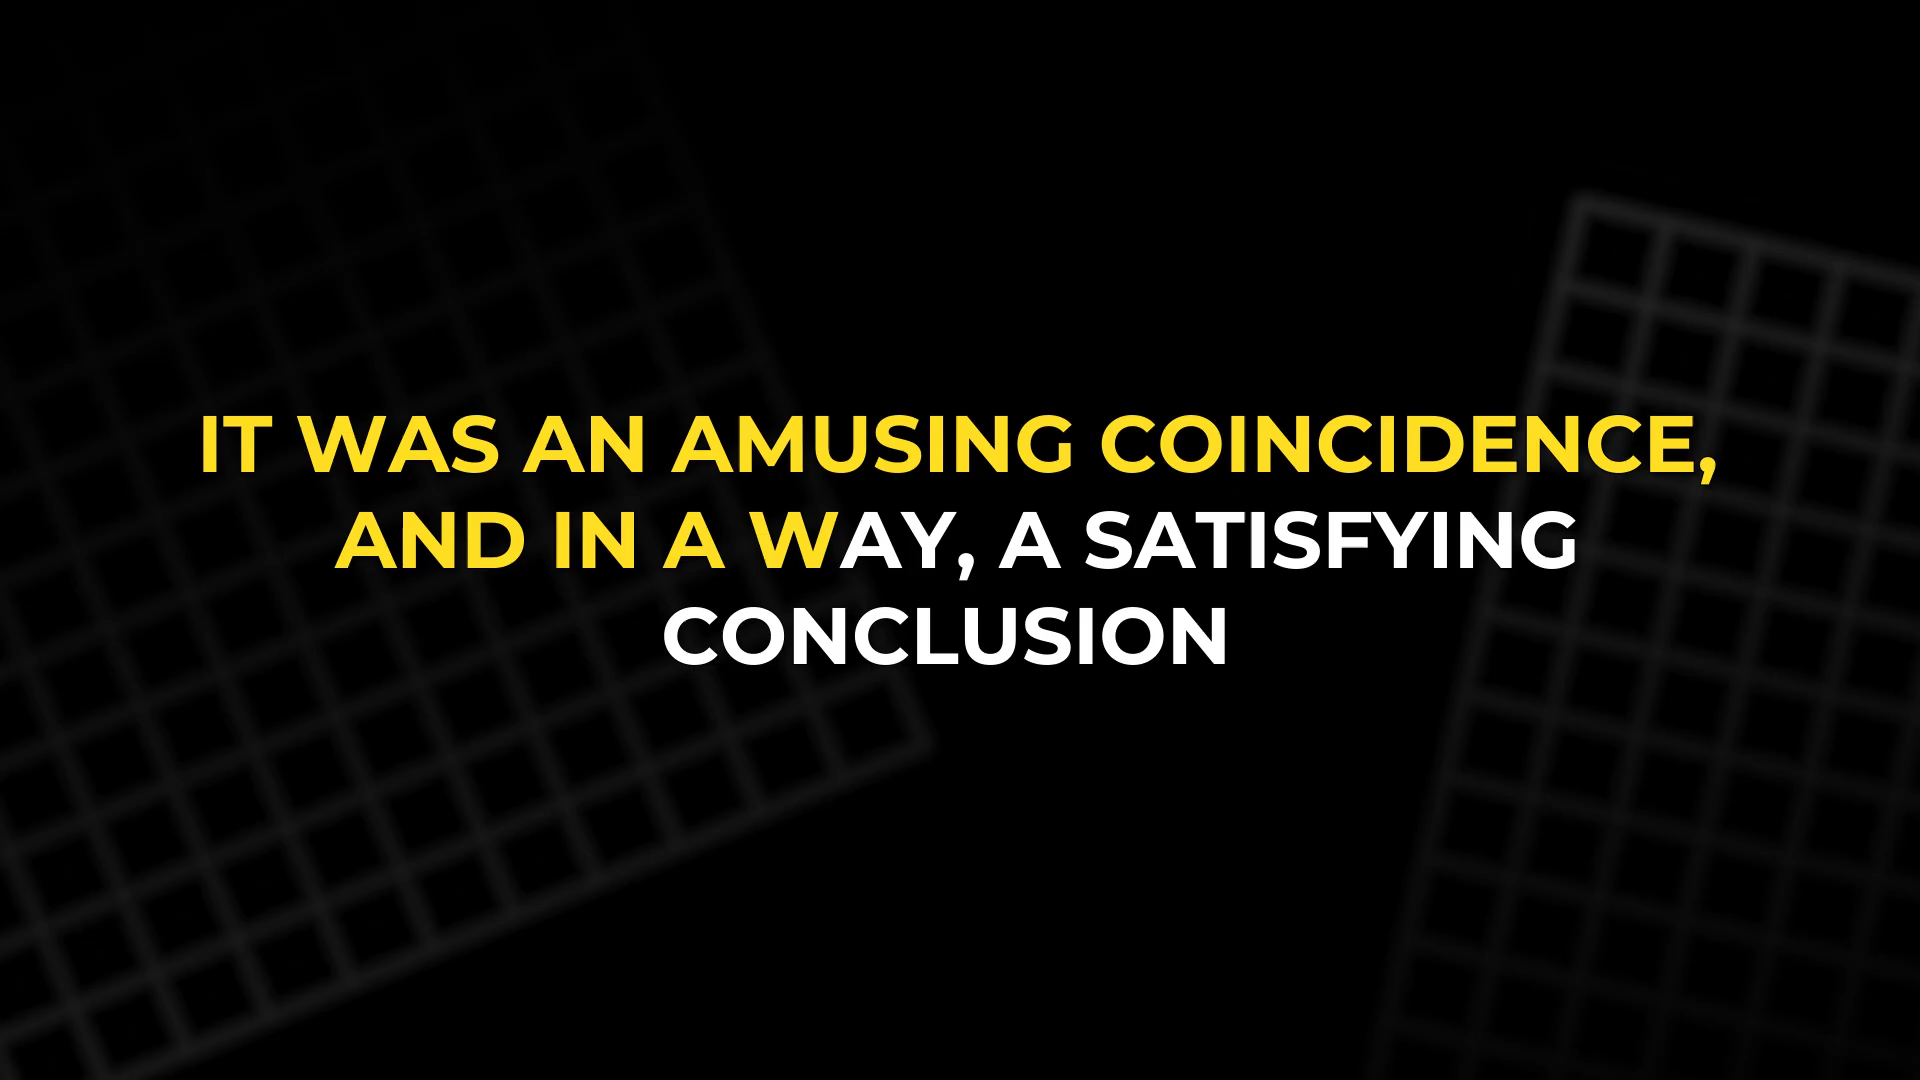 IT WAS AN AMUSING COINCIDENCE,
AND IN A WAY, A SATISFYING
CONCLUSION